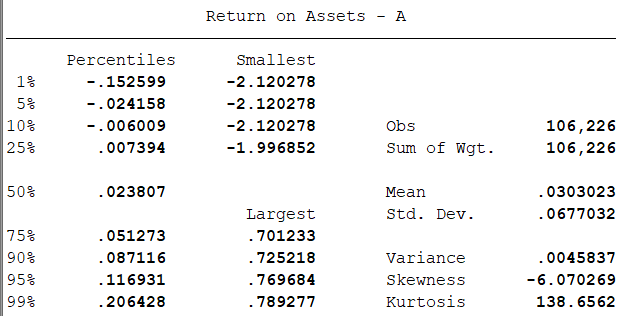 Return on Assets - A
Percentiles Smallest
1% -.152599 -2.120278
5% -.024158 -2.120278
10% -.006009 -2.120278 Obs 106,226
25% .007394 -1.996852 Sum of Wgt. 106,226
50% .023807 Mean .0303023
Largest Std. Dev. .0677032
75% .051273 .701233
90% .087116 .725218 Variance .0045837
95% .116931 .769684 Skewness -6.070269
99% .206428 .789277 Kurtosis 138.6562